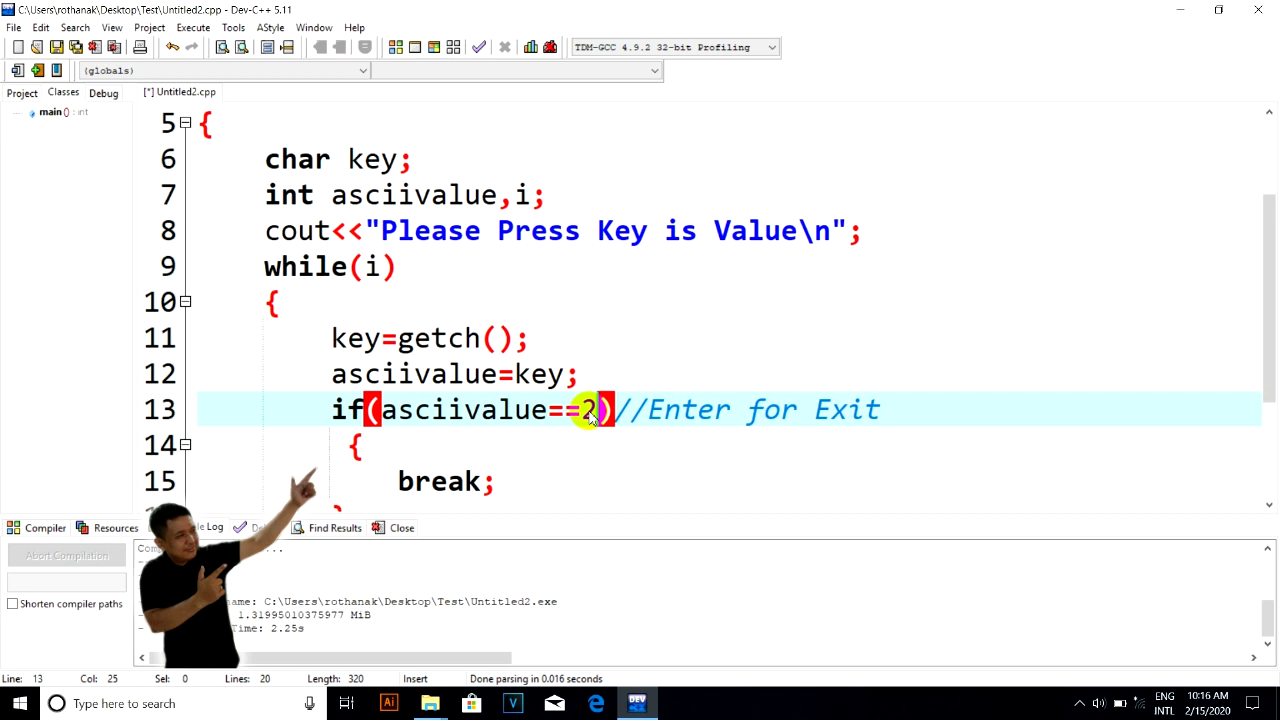 C:\Users\rothanak\Desktop\Test\Untitled2.cpp - Dev-C++ 5.11
File Edit Search View Project Execute Tools AStyle Window Help
TDM-GCC 4.9.2 32-bit Profiling
(globals)
Project Classes Debug [*] Untitled2.cpp
main () : int
5 {
6 char key;
7 int asciivalue,i;
8 cout<<"Please Press Key is Value\n";
9 while(i)
10 {
11 key=getch();
12 asciivalue=key;
13 if(asciivalue==2)//Enter for Exit
14 {
15 break;
Compiler Resources Log Find Results Close
Abort Compilation
Shorten compiler paths
name: C:\Users\rothanak\Desktop\Test\Untitled2.exe
1.31995010375977 MiB
Time: 2.25s
Line: 13 Col: 25 Sel: 0 Lines: 20 Length: 320 Insert Done parsing in 0.016 seconds
Type here to search
Ai
V
DEV
ENG
INTL
10:16 AM
2/15/2020